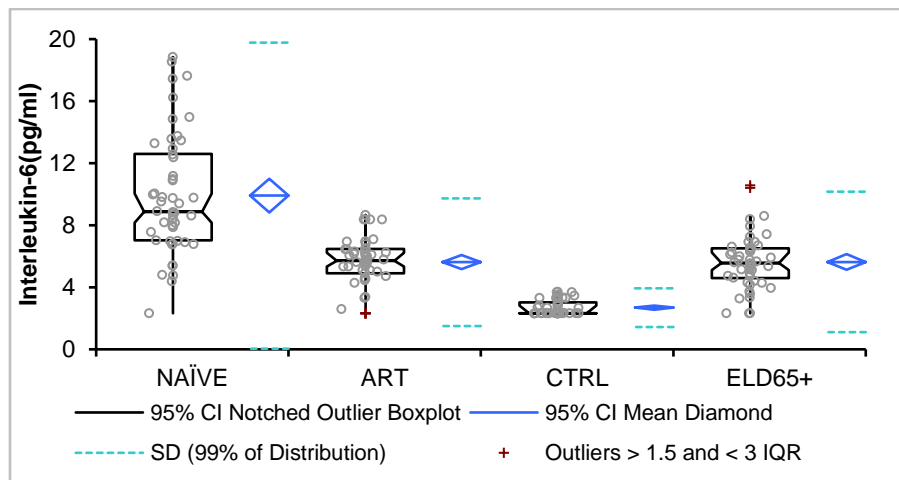 Interleukin-6(pg/ml)
20
16
12
8
4
0
NAÏVE ART CTRL ELD65+
95% CI Notched Outlier Boxplot 95% CI Mean Diamond
SD (99% of Distribution) Outliers > 1.5 and < 3 IQR